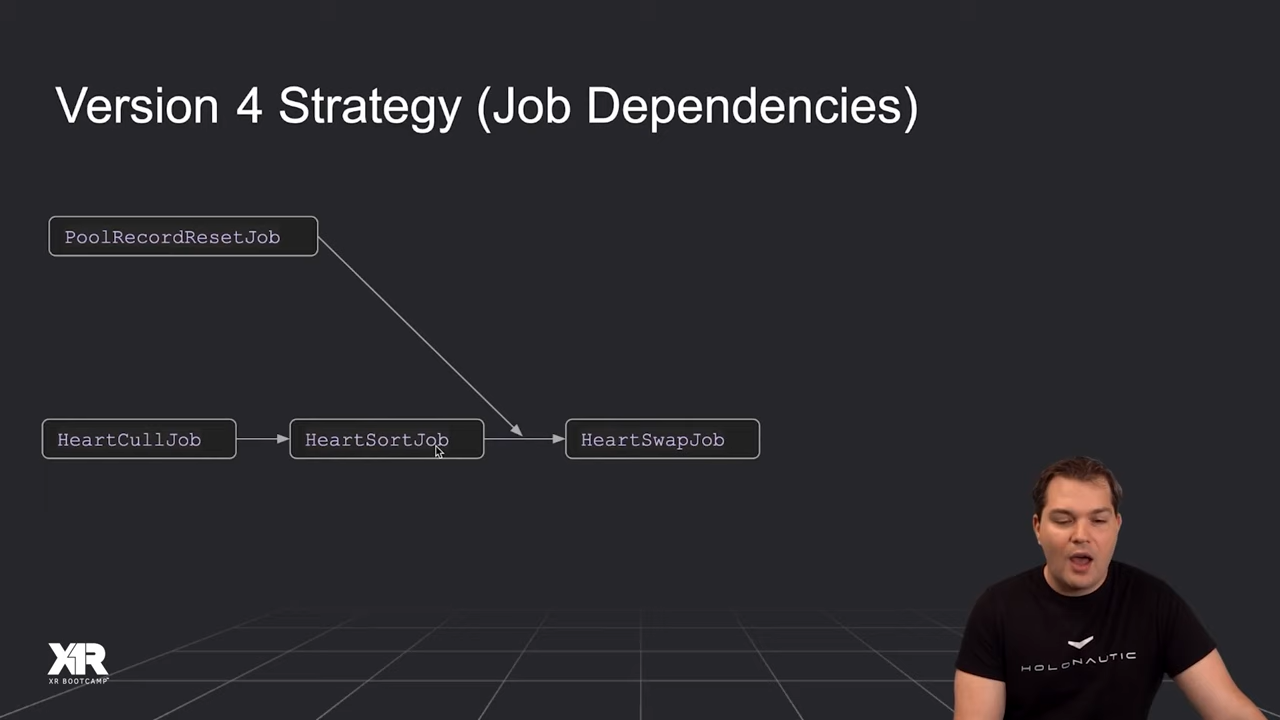 Version 4 Strategy (Job Dependencies)
PoolRecordResetJob
HeartCullJob
HeartSortJob
HeartSwapJob
XR
XR BOOTCAMP
HOLONAUTIC